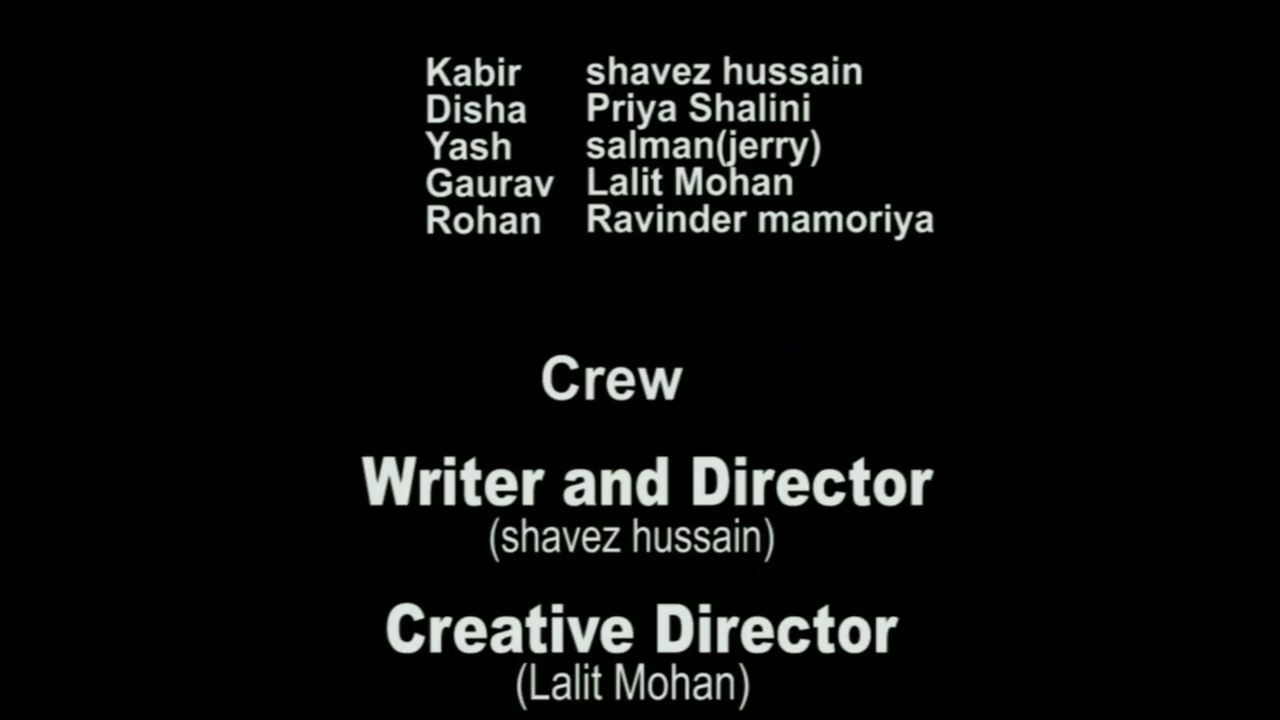 Kabir shavez hussain
Disha Priya Shalini
Yash salman(jerry)
Gaurav Lalit Mohan
Rohan Ravinder mamoriya
Crew
Writer and Director
(shavez hussain)
Creative Director
(Lalit Mohan)